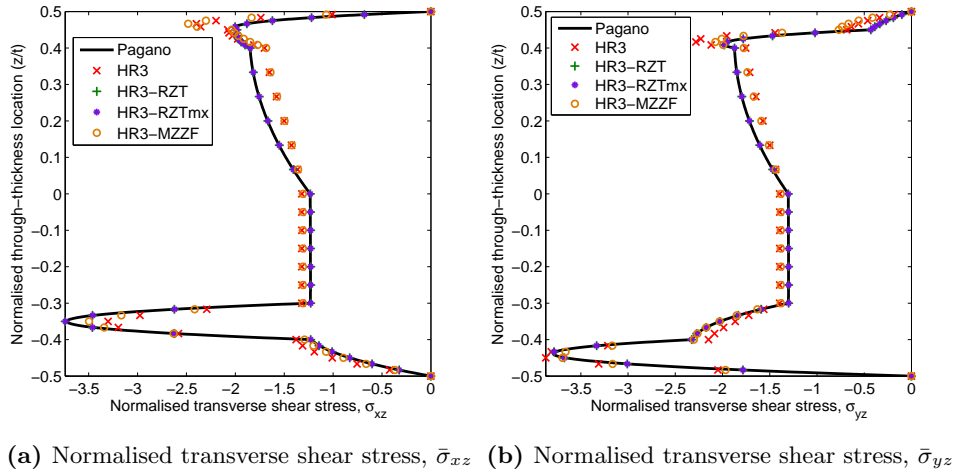 Normalised through−thickness location (z/t)
0.5
0.4
0.3
0.2
0.1
0
−0.1
−0.2
−0.3
−0.4
−0.5
Pagano
HR3
HR3−RZT
HR3−RZTmx
HR3−MZZF
−3.5 −3 −2.5 −2 −1.5 −1 −0.5 0
Normalised transverse shear stress, σxz
(a) Normalised transverse shear stress, σ̄xz
Normalised through−thickness location (z/t)
0.5
0.4
0.3
0.2
0.1
0
−0.1
−0.2
−0.3
−0.4
−0.5
Pagano
HR3
HR3−RZT
HR3−RZTmx
HR3−MZZF
−3.5 −3 −2.5 −2 −1.5 −1 −0.5 0
Normalised transverse shear stress, σyz
(b) Normalised transverse shear stress, σ̄yz